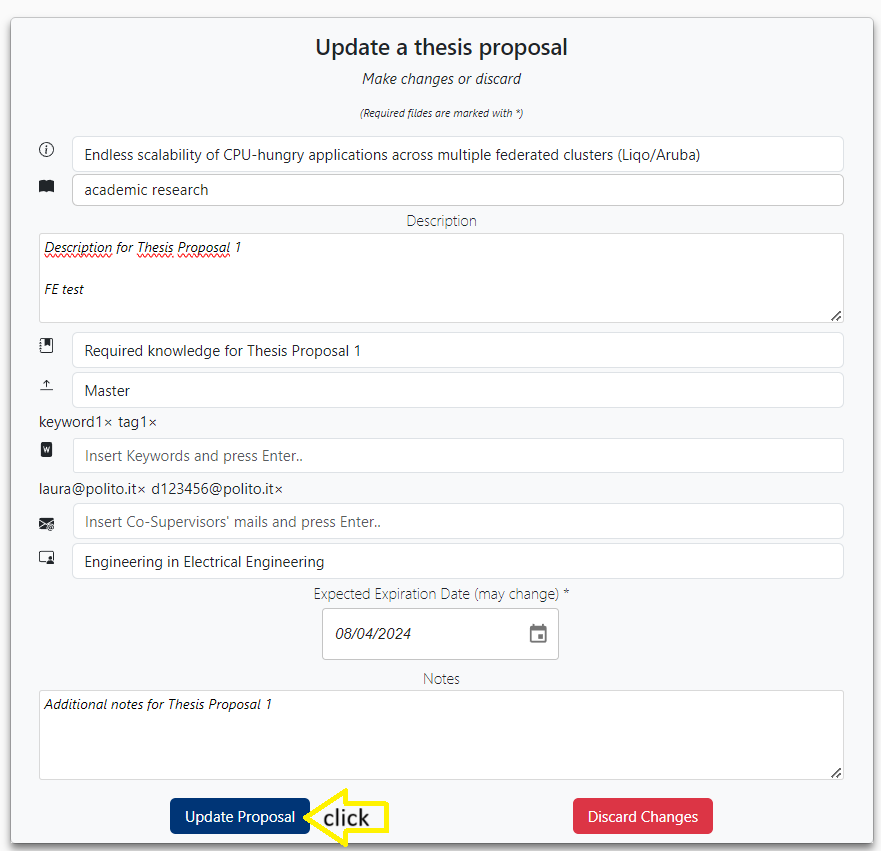 Update a thesis proposal
Make changes or discard
(Required fildes are marked with *)
Endless scalability of CPU-hungry applications across multiple federated clusters (Liqo/Aruba)
academic research
Description
Description for Thesis Proposal 1
FE test
Required knowledge for Thesis Proposal 1
Master
keyword1× tag1×
W
Insert Keywords and press Enter..
laura@polito.it× d123456@polito.it×
Insert Co-Supervisors' mails and press Enter..
Engineering in Electrical Engineering
Expected Expiration Date (may change) *
08/04/2024
Notes
Additional notes for Thesis Proposal 1
Update Proposal click Discard Changes